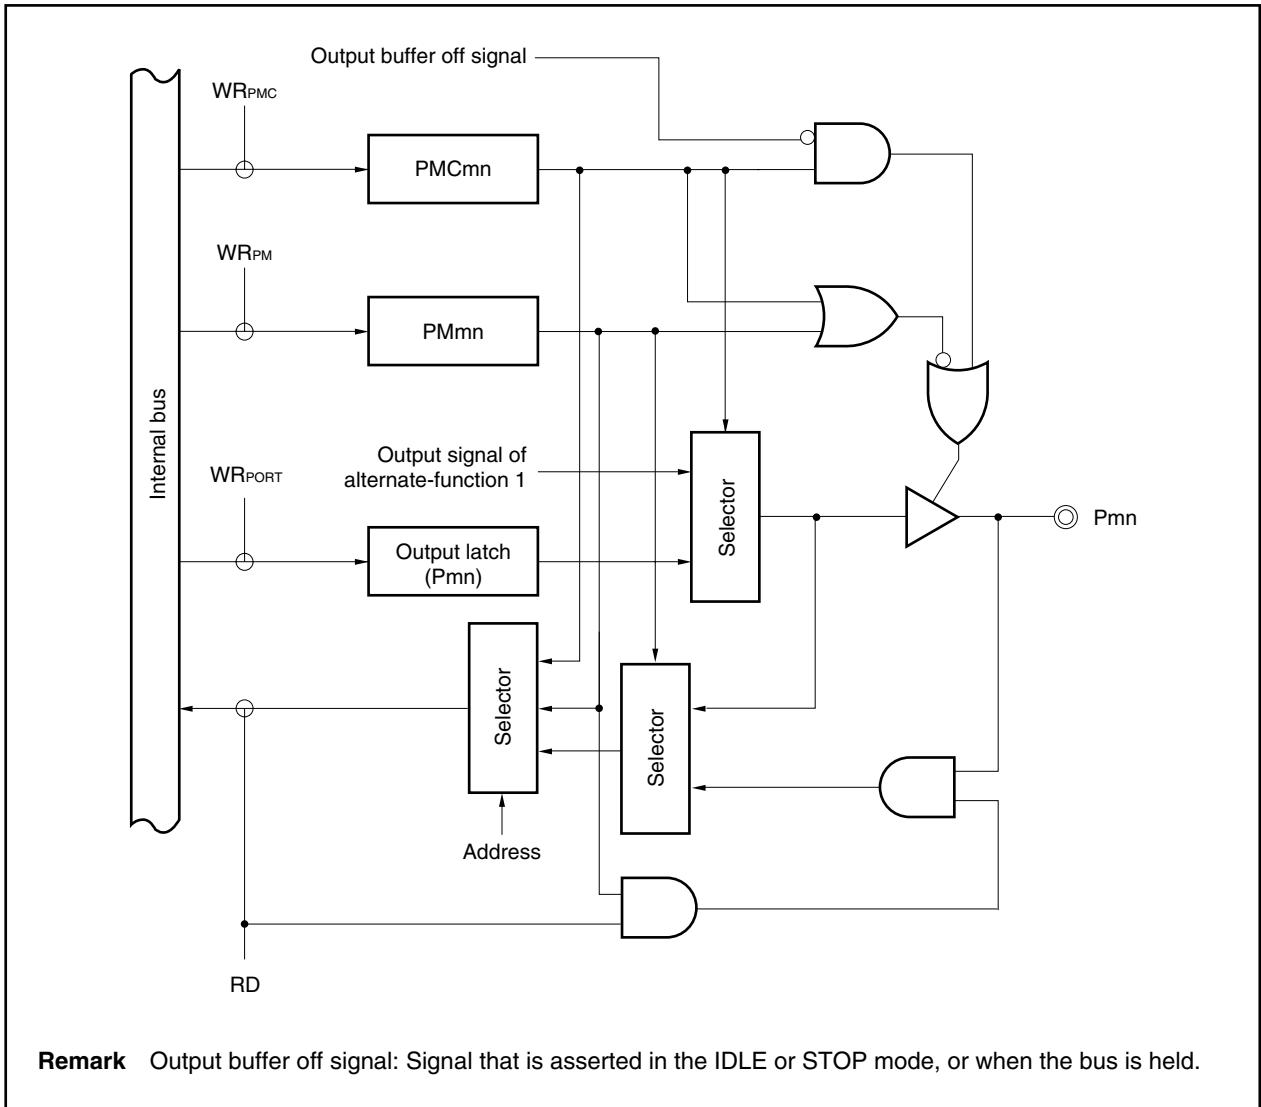 Output buffer off signal
WRPMC
PMCmn
WRPM
PMmn
Internal bus
Output signal of
alternate-function 1
WRPORT
Output latch
(Pmn)
Selector
Pmn
Selector
Selector
Address
RD
Remark Output buffer off signal: Signal that is asserted in the IDLE or STOP mode, or when the bus is held.